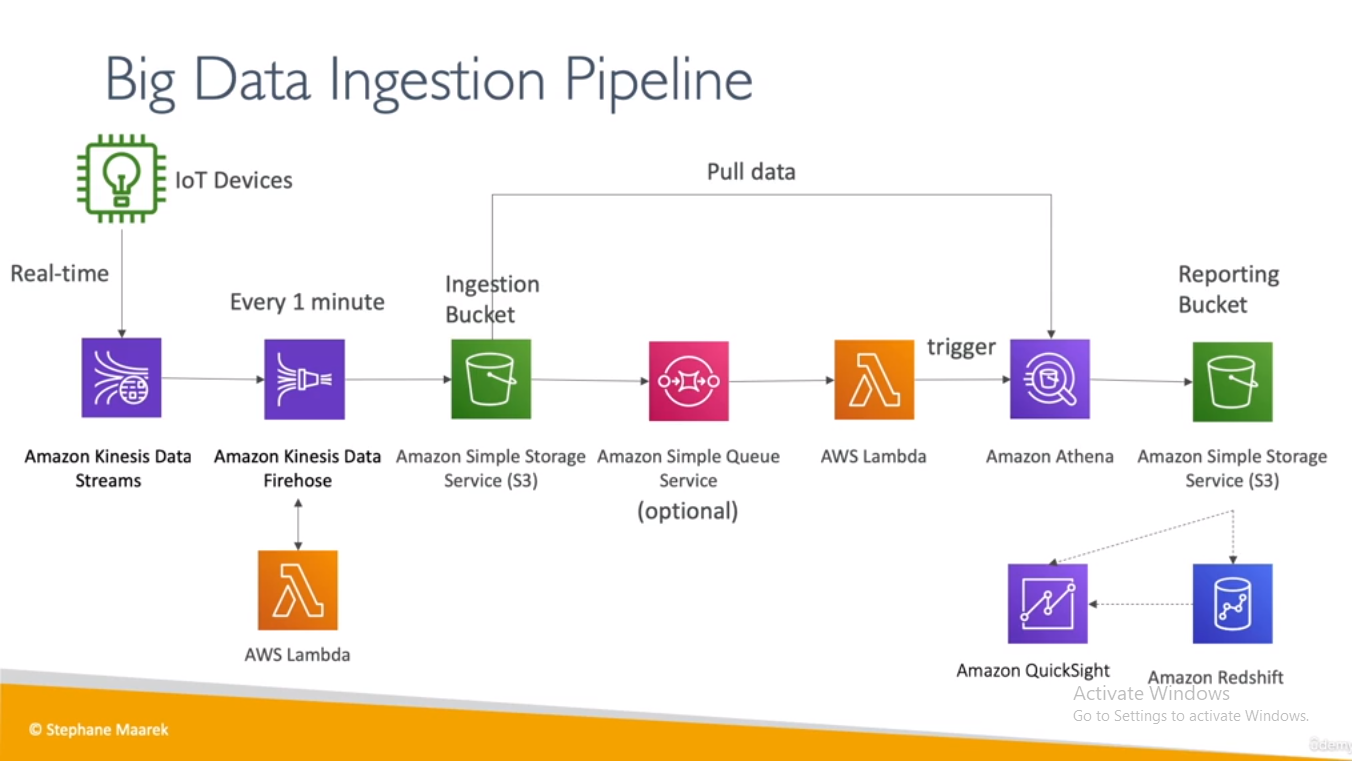 Big Data Ingestion Pipeline
IoT Devices
Pull data
Real-time
Every 1 minute
Ingestion
Bucket
Reporting
Bucket
trigger
Amazon Kinesis Data
Streams
Amazon Kinesis Data
Firehose
Amazon Simple Storage
Service (S3)
Amazon Simple Queue
Service
(optional)
AWS Lambda
Amazon Athena
Amazon Simple Storage
Service (S3)
AWS Lambda
Amazon QuickSight
Amazon Redshift
Activate Windows
Go to Settings to activate Windows.
© Stephane Maarek
ûdemy